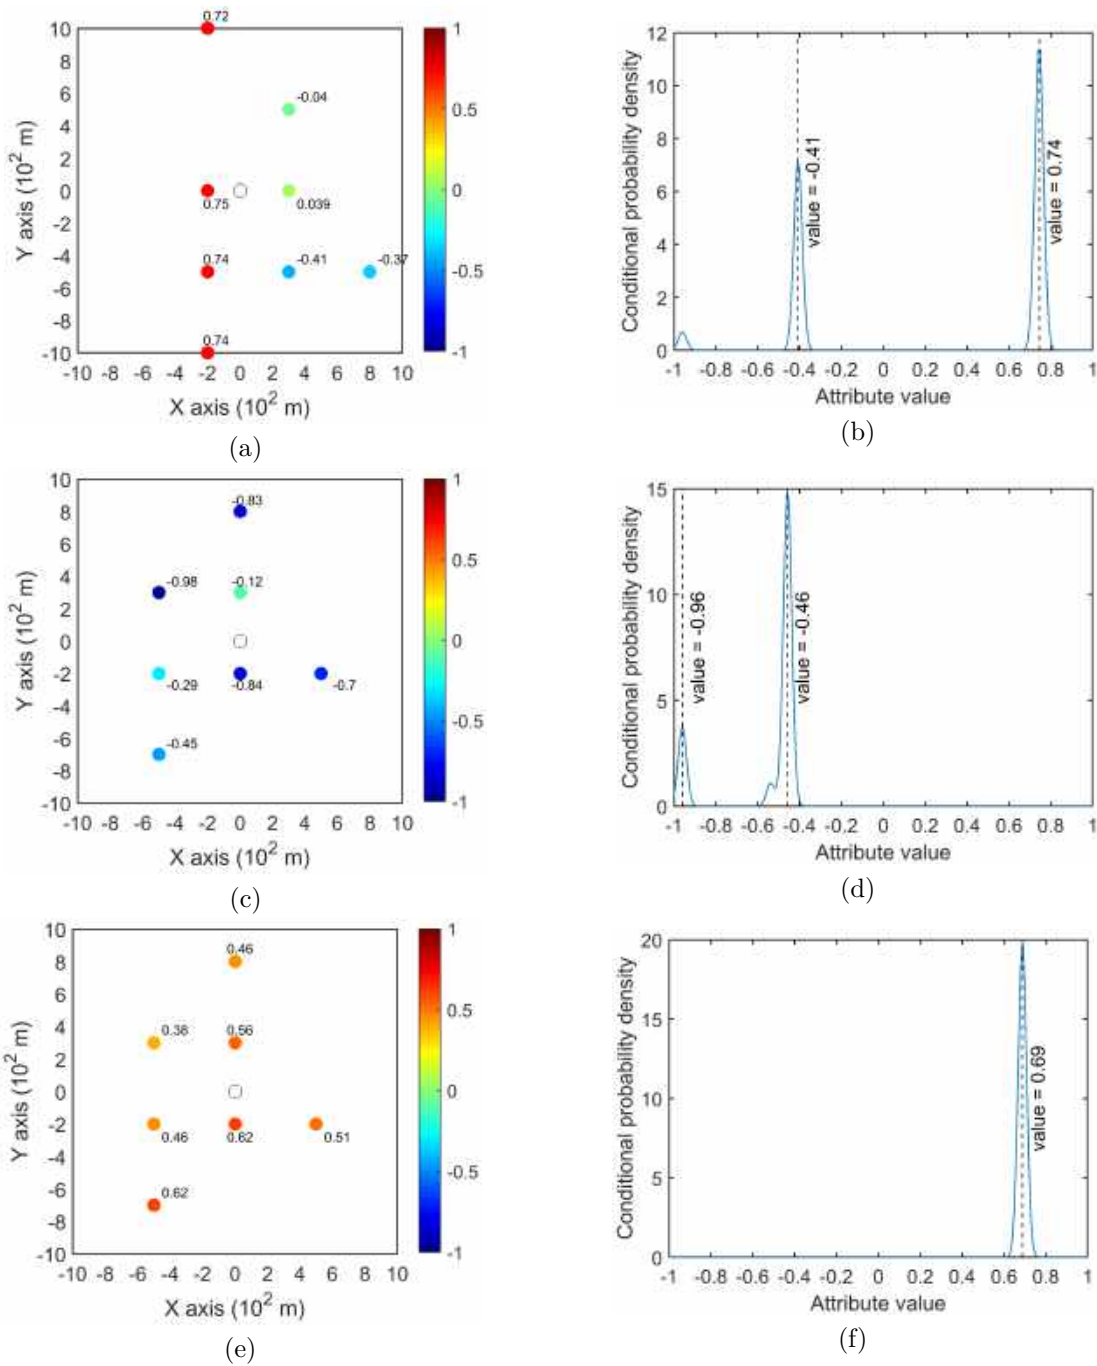 0.72
10
8
6
4
2
0
-2
-4
-6
-8
-10
-0.04
0.75
0.039
0.74
-0.41
-0.37
0.74
-10 -8 -6 -4 -2 0 2 4 6 8 10
X axis (10² m)
Y axis (10² m)
1
0.5
0
-0.5
-1
(a)
12
10
8
6
4
2
0
Conditional probability density
value = -0.41
value = 0.74
-1 -0.8 -0.6 -0.4 -0.2 0 0.2 0.4 0.6 0.8 1
Attribute value
(b)
10
8
6
4
2
0
-2
-4
-6
-8
-10
-0.83
-0.98
-0.12
-0.29
-0.84
-0.7
-0.45
-10 -8 -6 -4 -2 0 2 4 6 8 10
X axis (10² m)
Y axis (10² m)
1
0.5
0
-0.5
-1
(c)
15
10
5
0
Conditional probability density
value = -0.96
value = -0.46
-1 -0.8 -0.6 -0.4 -0.2 0 0.2 0.4 0.6 0.8 1
Attribute value
(d)
10
8
6
4
2
0
-2
-4
-6
-8
-10
0.46
0.38
0.56
0.46
0.62
0.51
0.62
-10 -8 -6 -4 -2 0 2 4 6 8 10
X axis (10² m)
Y axis (10² m)
1
0.5
0
-0.5
-1
(e)
20
15
10
5
0
Conditional probability density
value = 0.69
-1 -0.8 -0.6 -0.4 -0.2 0 0.2 0.4 0.6 0.8 1
Attribute value
(f)